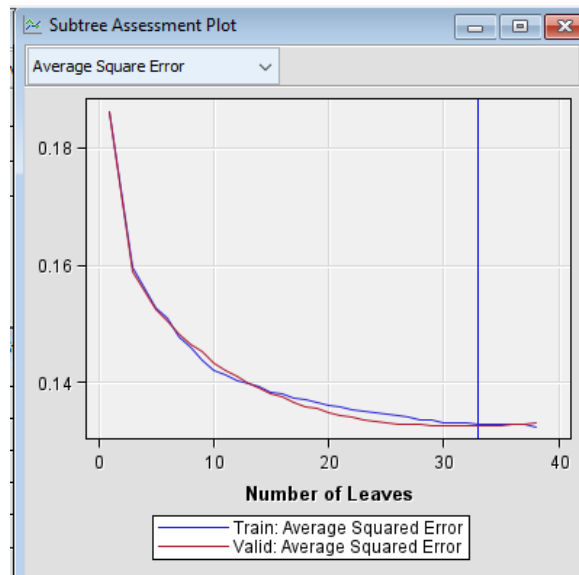 Subtree Assessment Plot
Average Square Error
0.18
0.16
0.14
0 10 20 30 40
Number of Leaves
Train: Average Squared Error
Valid: Average Squared Error